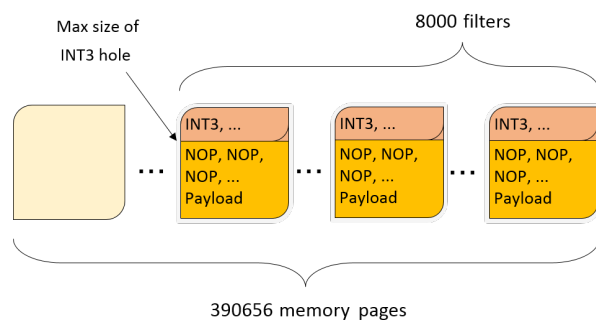 8000 filters
Max size of
INT3 hole
INT3, ...
NOP, NOP,
NOP, ...
Payload
...
INT3, ...
NOP, NOP,
NOP, ...
Payload
...
INT3, ...
NOP, NOP,
NOP, ...
Payload
...
390656 memory pages